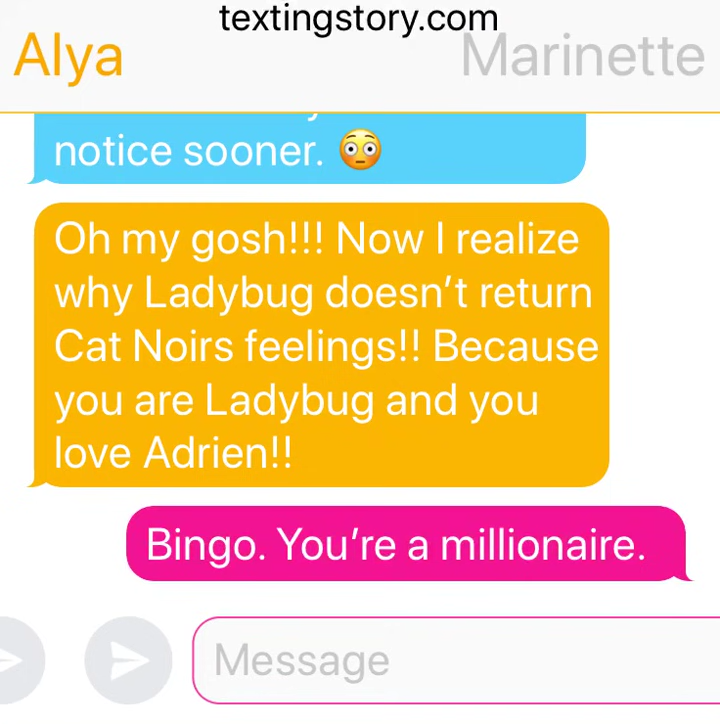 textingstory.com
Alya
Marinette
notice sooner. 😳
Oh my gosh!!! Now I realize
why Ladybug doesn’t return
Cat Noirs feelings!! Because
you are Ladybug and you
love Adrien!!
Bingo. You’re a millionaire.
Message